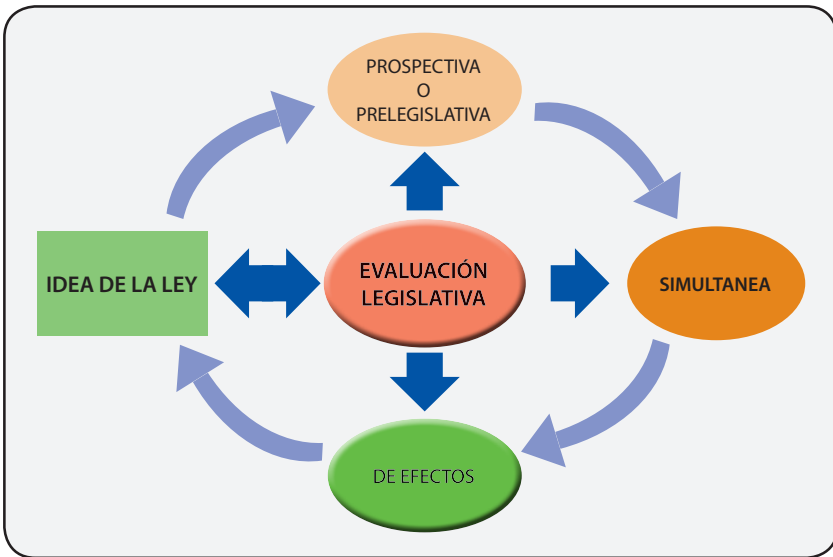 PROSPECTIVA
O
PRELEGISLATIVA
IDEA DE LA LEY
EVALUACIÓN
LEGISLATIVA
SIMULTANEA
DE EFECTOS